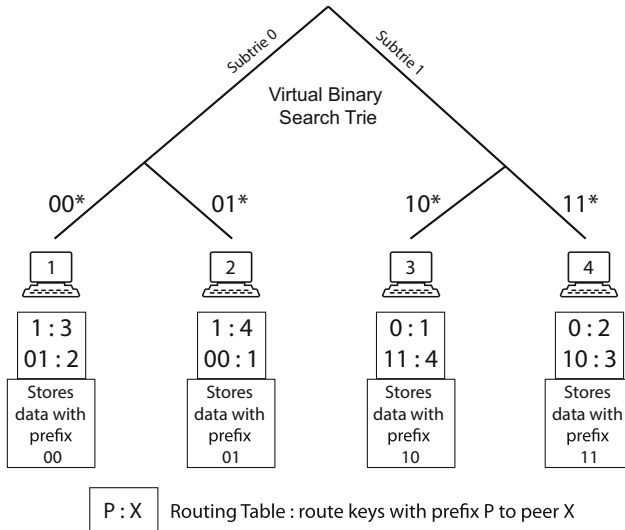 Subtrie 0
Subtrie 1
Virtual Binary
Search Trie
00*
01*
10*
11*
1
2
3
4
1 : 3
01 : 2
1 : 4
00 : 1
0 : 1
11 : 4
0 : 2
10 : 3
Stores
data with
prefix
00
Stores
data with
prefix
01
Stores
data with
prefix
10
Stores
data with
prefix
11
P : X
Routing Table : route keys with prefix P to peer X